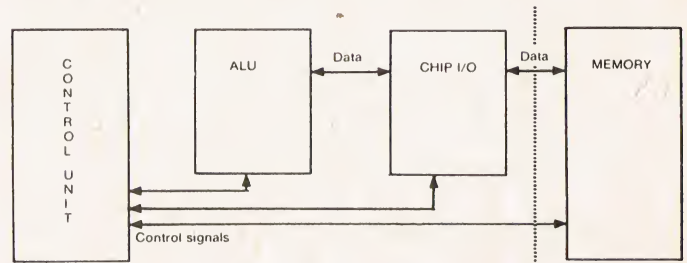 CONTROL UNIT
ALU
Data
CHIP I/O
Data
MEMORY
Control signals